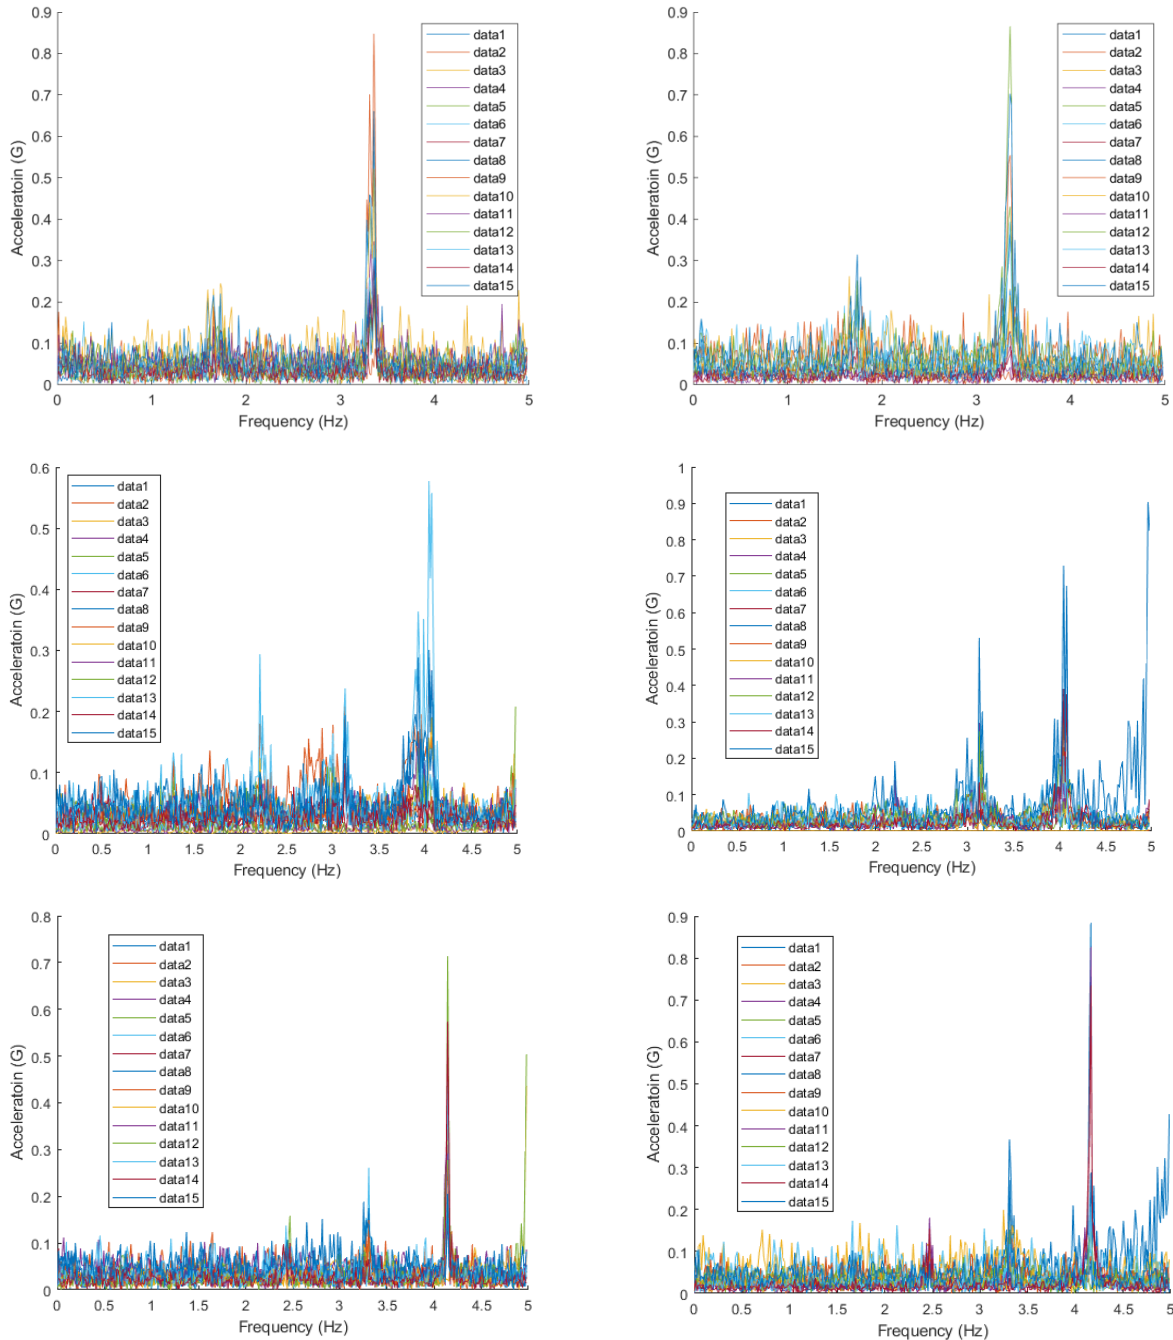 0.9
0.8
0.7
0.6
0.5
0.4
0.3
0.2
0.1
0
Acceleratoin (G)
0 1 2 3 4 5
Frequency (Hz)
data1
data2
data3
data4
data5
data6
data7
data8
data9
data10
data11
data12
data13
data14
data15
0.9
0.8
0.7
0.6
0.5
0.4
0.3
0.2
0.1
0
Acceleratoin (G)
0 1 2 3 4 5
Frequency (Hz)
data1
data2
data3
data4
data5
data6
data7
data8
data9
data10
data11
data12
data13
data14
data15
0.6
0.5
0.4
0.3
0.2
0.1
0
Acceleratoin (G)
0 0.5 1 1.5 2 2.5 3 3.5 4 4.5 5
Frequency (Hz)
data1
data2
data3
data4
data5
data6
data7
data8
data9
data10
data11
data12
data13
data14
data15
1
0.9
0.8
0.7
0.6
0.5
0.4
0.3
0.2
0.1
0
Acceleratoin (G)
0 0.5 1 1.5 2 2.5 3 3.5 4 4.5 5
Frequency (Hz)
data1
data2
data3
data4
data5
data6
data7
data8
data9
data10
data11
data12
data13
data14
data15
0.8
0.7
0.6
0.5
0.4
0.3
0.2
0.1
0
Acceleratoin (G)
0 0.5 1 1.5 2 2.5 3 3.5 4 4.5 5
Frequency (Hz)
data1
data2
data3
data4
data5
data6
data7
data8
data9
data10
data11
data12
data13
data14
data15
0.9
0.8
0.7
0.6
0.5
0.4
0.3
0.2
0.1
0
Acceleratoin (G)
0 0.5 1 1.5 2 2.5 3 3.5 4 4.5 5
Frequency (Hz)
data1
data2
data3
data4
data5
data6
data7
data8
data9
data10
data11
data12
data13
data14
data15